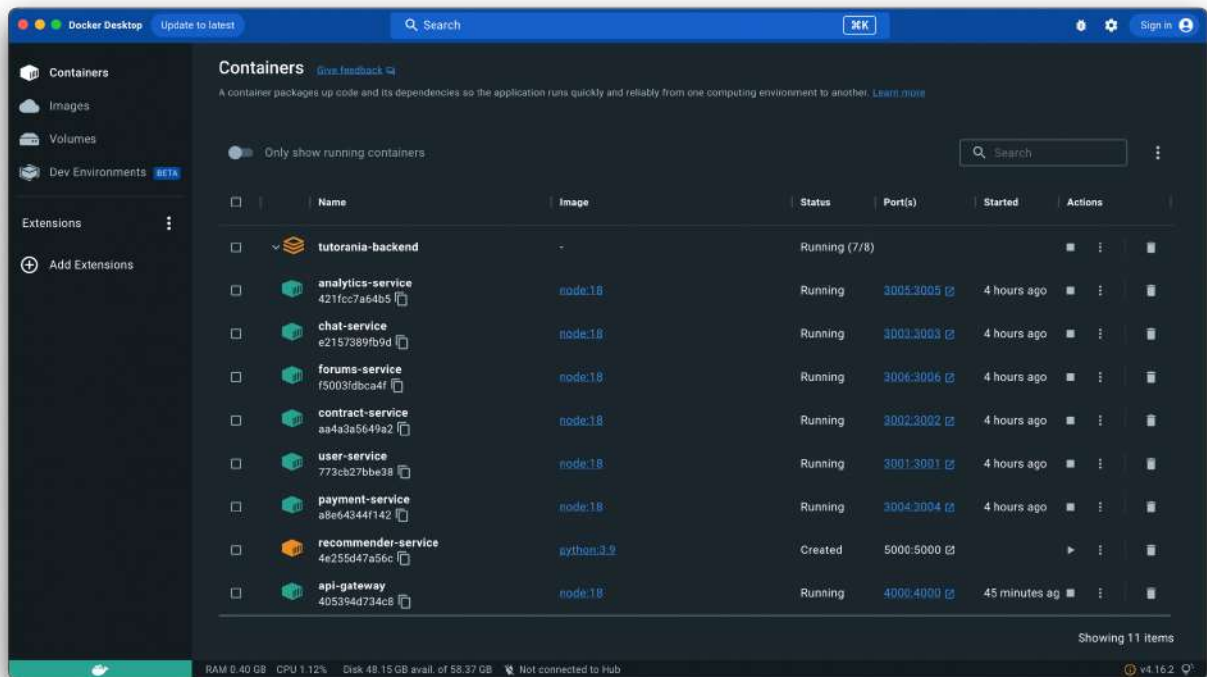 Docker Desktop Update to latest Search ⌘K Sign in
Containers
Images
Volumes
Dev Environments BETA
Extensions
Add Extensions
Containers Give feedback
A container packages up code and its dependencies so the application runs quickly and reliably from one computing environment to another. Learn more
Only show running containers Search
Name Image Status Port(s) Started Actions
tutorania-backend - Running (7/8)
analytics-service
421fcc7a64b5 node:18 Running 3005:3005 4 hours ago
chat-service
e2157389fb9d node:18 Running 3003:3003 4 hours ago
forums-service
f5003fdbca4f node:18 Running 3006:3006 4 hours ago
contract-service
aa4a3a5649a2 node:18 Running 3002:3002 4 hours ago
user-service
773cb27bbe38 node:18 Running 3001:3001 4 hours ago
payment-service
a8e64344f142 node:18 Running 3004:3004 4 hours ago
recommender-service
4e255d47a56c python:3.9 Created 5000:5000
api-gateway
405394d734c8 node:18 Running 4000:4000 45 minutes ag
Showing 11 items
RAM 0.40 GB CPU 1.12% Disk 48.15 GB avail. of 58.37 GB Not connected to Hub v4.16.2